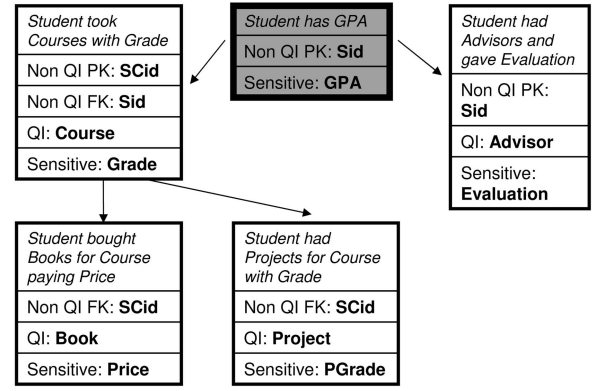 Student took
Courses with Grade
Non QI PK: SCid
Non QI FK: Sid
QI: Course
Sensitive: Grade
Student has GPA
Non QI PK: Sid
Sensitive: GPA
Student had
Advisors and
gave Evaluation
Non QI PK:
Sid
QI: Advisor
Sensitive:
Evaluation
Student bought
Books for Course
paying Price
Non QI FK: SCid
QI: Book
Sensitive: Price
Student had
Projects for Course
with Grade
Non QI FK: SCid
QI: Project
Sensitive: PGrade